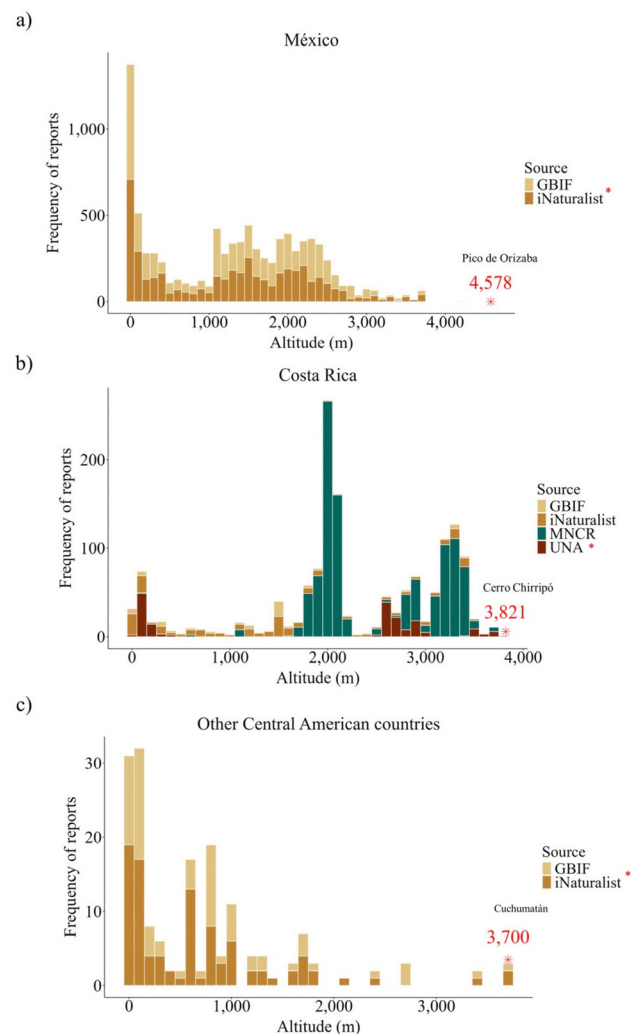 a)
México
Frequency of reports
1,000
500
0
0 1,000 2,000 3,000 4,000
Altitude (m)
Source
GBIF
iNaturalist *
Pico de Orizaba
4,578
b)
Costa Rica
Frequency of reports
200
100
0
0 1,000 2,000 3,000 4,000
Altitude (m)
Source
GBIF
iNaturalist
MNCR
UNA *
Cerro Chirripó
3,821
c)
Other Central American countries
Frequency of reports
30
20
10
0
0 1,000 2,000 3,000
Altitude (m)
Source
GBIF *
iNaturalist
Cuchumatán
3,700